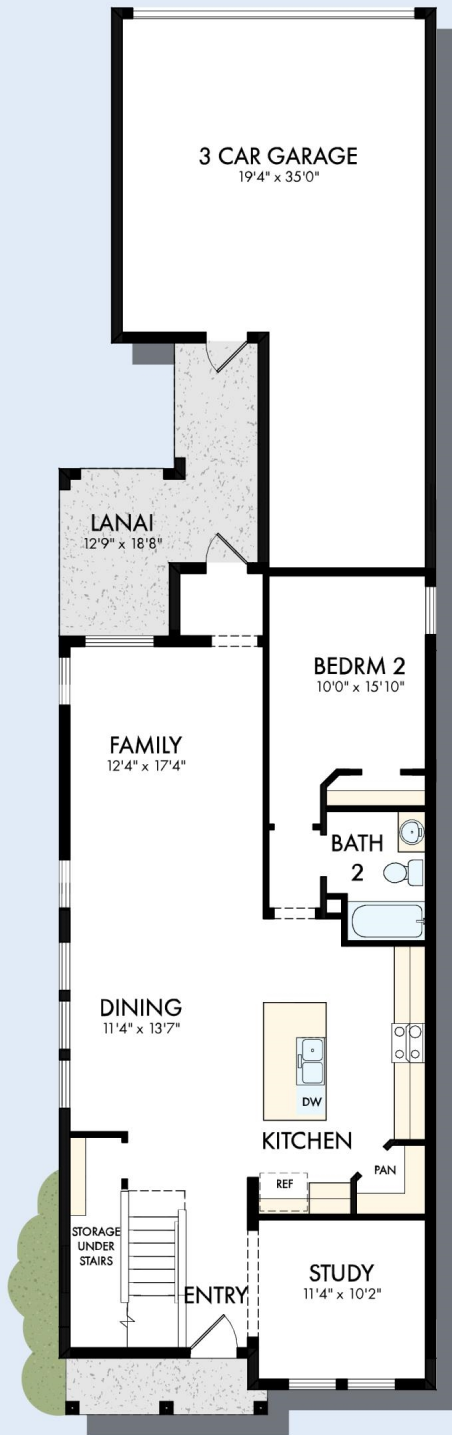 3 CAR GARAGE
19'4" x 35'0"
LANAI
12'9" x 18'8"
BEDRM 2
10'0" x 15'10"
FAMILY
12'4" x 17'4"
BATH
2
DINING
11'4" x 13'7"
DW
KITCHEN
PAN
REF
STORAGE
UNDER
STAIRS
ENTRY
STUDY
11'4" x 10'2"